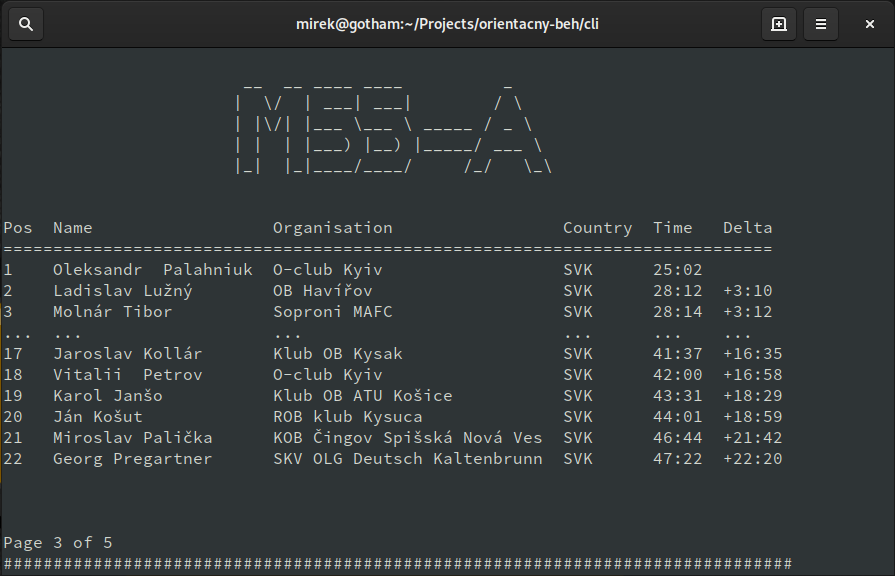 mirek@gotham:~/Projects/orientacny-beh/cli
M55-A
Pos Name Organisation Country Time Delta
=============================================================================
1 Oleksandr  Palahniuk O-club Kyiv SVK 25:02
2 Ladislav Lužný OB Havířov SVK 28:12 +3:10
3 Molnár Tibor Soproni MAFC SVK 28:14 +3:12
... ... ... ... ... ...
17 Jaroslav Kollár Klub OB Kysak SVK 41:37 +16:35
18 Vitalii  Petrov O-club Kyiv SVK 42:00 +16:58
19 Karol Janšo Klub OB ATU Košice SVK 43:31 +18:29
20 Ján Košut ROB klub Kysuca SVK 44:01 +18:59
21 Miroslav Palička KOB Čingov Spišská Nová Ves SVK 46:44 +21:42
22 Georg Pregartner SKV OLG Deutsch Kaltenbrunn SVK 47:22 +22:20
Page 3 of 5
###############################################################################